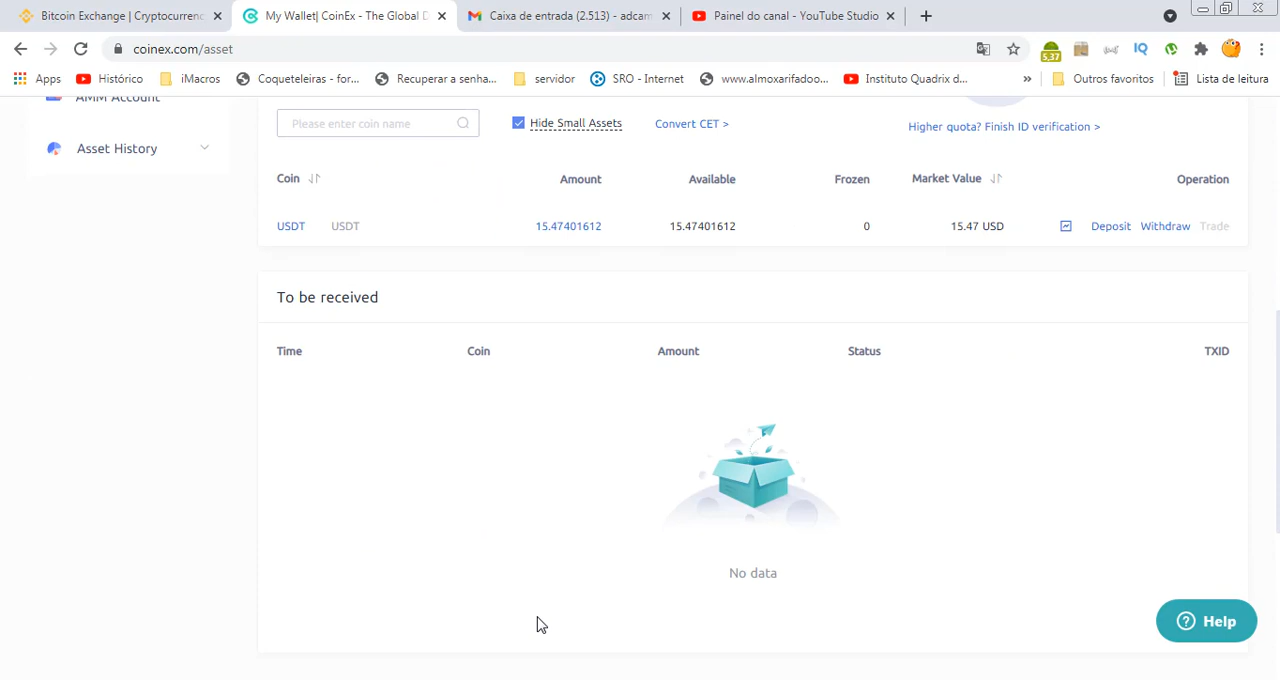 Bitcoin Exchange | Cryptocurrenc
My Wallet| CoinEx - The Global D
Caixa de entrada (2.513) - adcam
Painel do canal - YouTube Studio
coinex.com/asset
5,37
IQ
Apps
Histórico
iMacros
Coqueteleiras - for...
Recuperar a senha...
servidor
SRO - Internet
www.almoxarifadoo...
Instituto Quadrix d...
»
Outros favoritos
Lista de leitura
AMM Account
Asset History
Please enter coin name
Hide Small Assets
Convert CET >
Higher quota? Finish ID verification >
Coin
Amount
Available
Frozen
Market Value
Operation
USDT
USDT
15.47401612
15.47401612
0
15.47 USD
Deposit
Withdraw
Trade
To be received
Time
Coin
Amount
Status
TXID
No data
Help